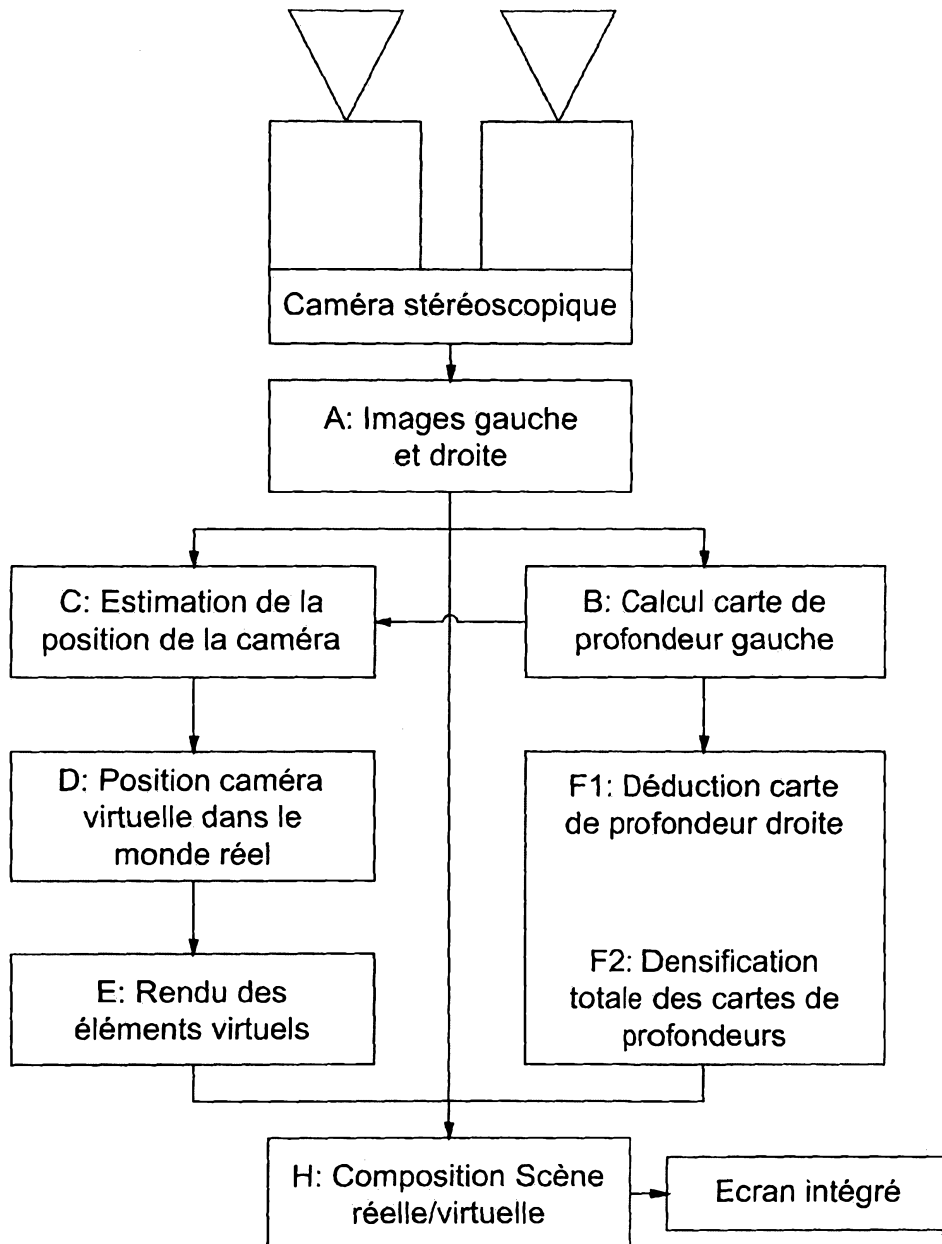 Caméra stéréoscopique
A: Images gauche
et droite
C: Estimation de la
position de la caméra
B: Calcul carte de
profondeur gauche
D: Position caméra
virtuelle dans le
monde réel
F1: Déduction carte
de profondeur droite
E: Rendu des
éléments virtuels
F2: Densification
totale des cartes de
profondeurs
H: Composition Scène
réelle/virtuelle
Ecran intégré